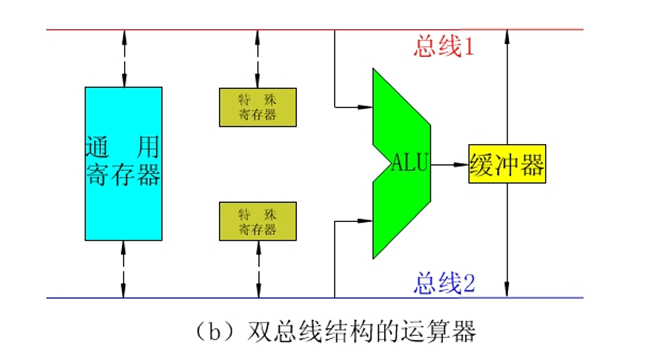 总线1
特 殊
寄存器
通 用
寄存器
ALU
缓冲器
特 殊
寄存器
总线2
（b）双总线结构的运算器